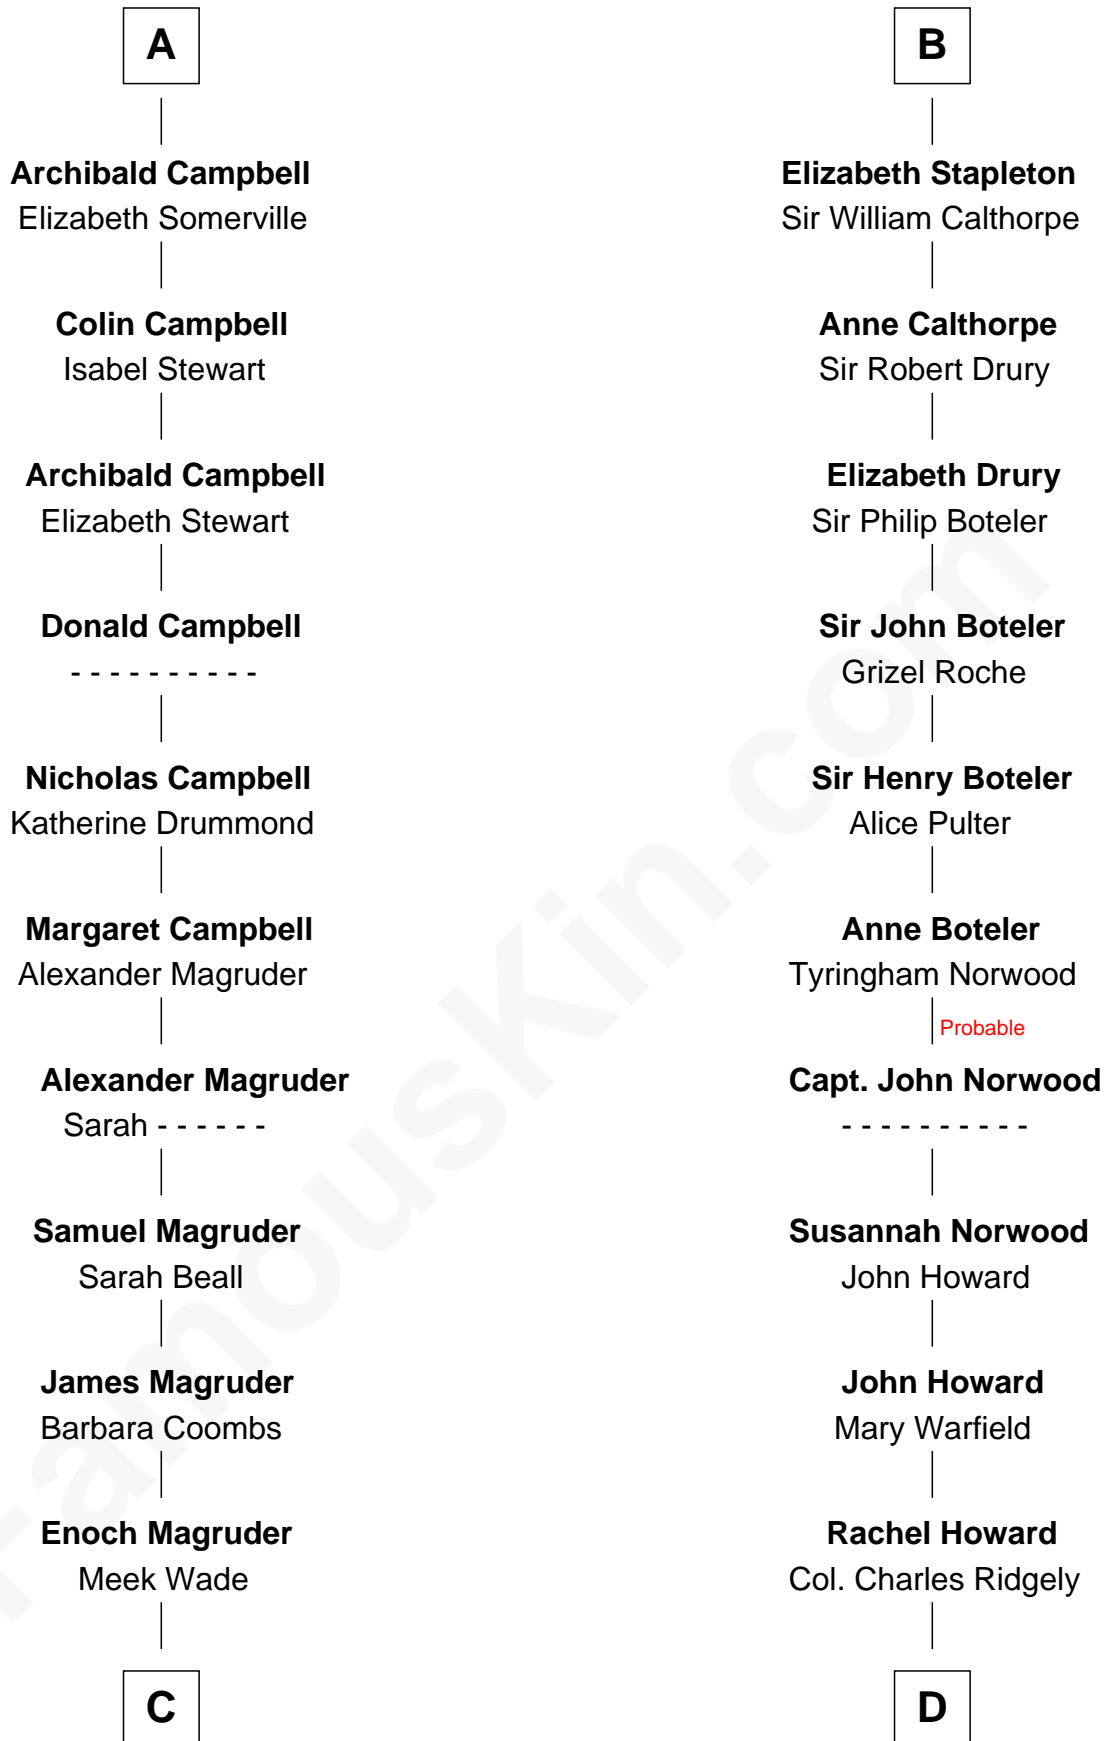 A
Archibald Campbell
Elizabeth Somerville
Colin Campbell
Isabel Stewart
Archibald Campbell
Elizabeth Stewart
Donald Campbell
- - - - - - - - - -
Nicholas Campbell
Katherine Drummond
Margaret Campbell
Alexander Magruder
Alexander Magruder
Sarah - - - - - -
Samuel Magruder
Sarah Beall
James Magruder
Barbara Coombs
Enoch Magruder
Meek Wade
C
B
Elizabeth Stapleton
Sir William Calthorpe
Anne Calthorpe
Sir Robert Drury
Elizabeth Drury
Sir Philip Boteler
Sir John Boteler
Grizel Roche
Sir Henry Boteler
Alice Pulter
Anne Boteler
Tyringham Norwood
Probable
Capt. John Norwood
- - - - - - - - - -
Susannah Norwood
John Howard
John Howard
Mary Warfield
Rachel Howard
Col. Charles Ridgely
D
FamousKin.com